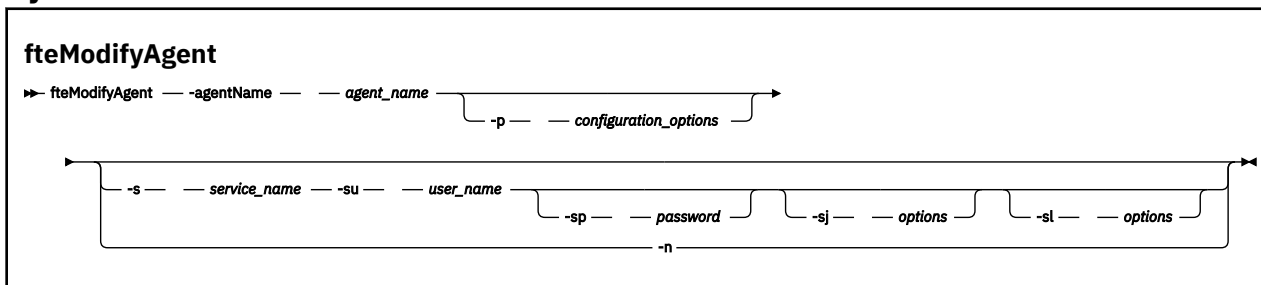 fteModifyAgent
fteModifyAgent — -agentName — agent_name
-p — configuration_options
-s — service_name -su — user_name
-sp — password -sj — options -sl — options
-n